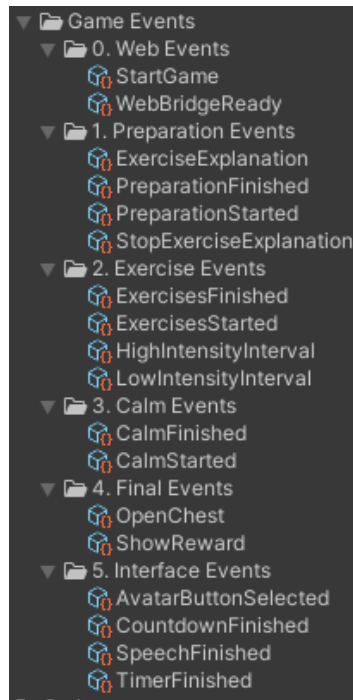 Game Events
0. Web Events
StartGame
WebBridgeReady
1. Preparation Events
ExerciseExplanation
PreparationFinished
PreparationStarted
StopExerciseExplanation
2. Exercise Events
ExercisesFinished
ExercisesStarted
HighIntensityInterval
LowIntensityInterval
3. Calm Events
CalmFinished
CalmStarted
4. Final Events
OpenChest
ShowReward
5. Interface Events
AvatarButtonSelected
CountdownFinished
SpeechFinished
TimerFinished